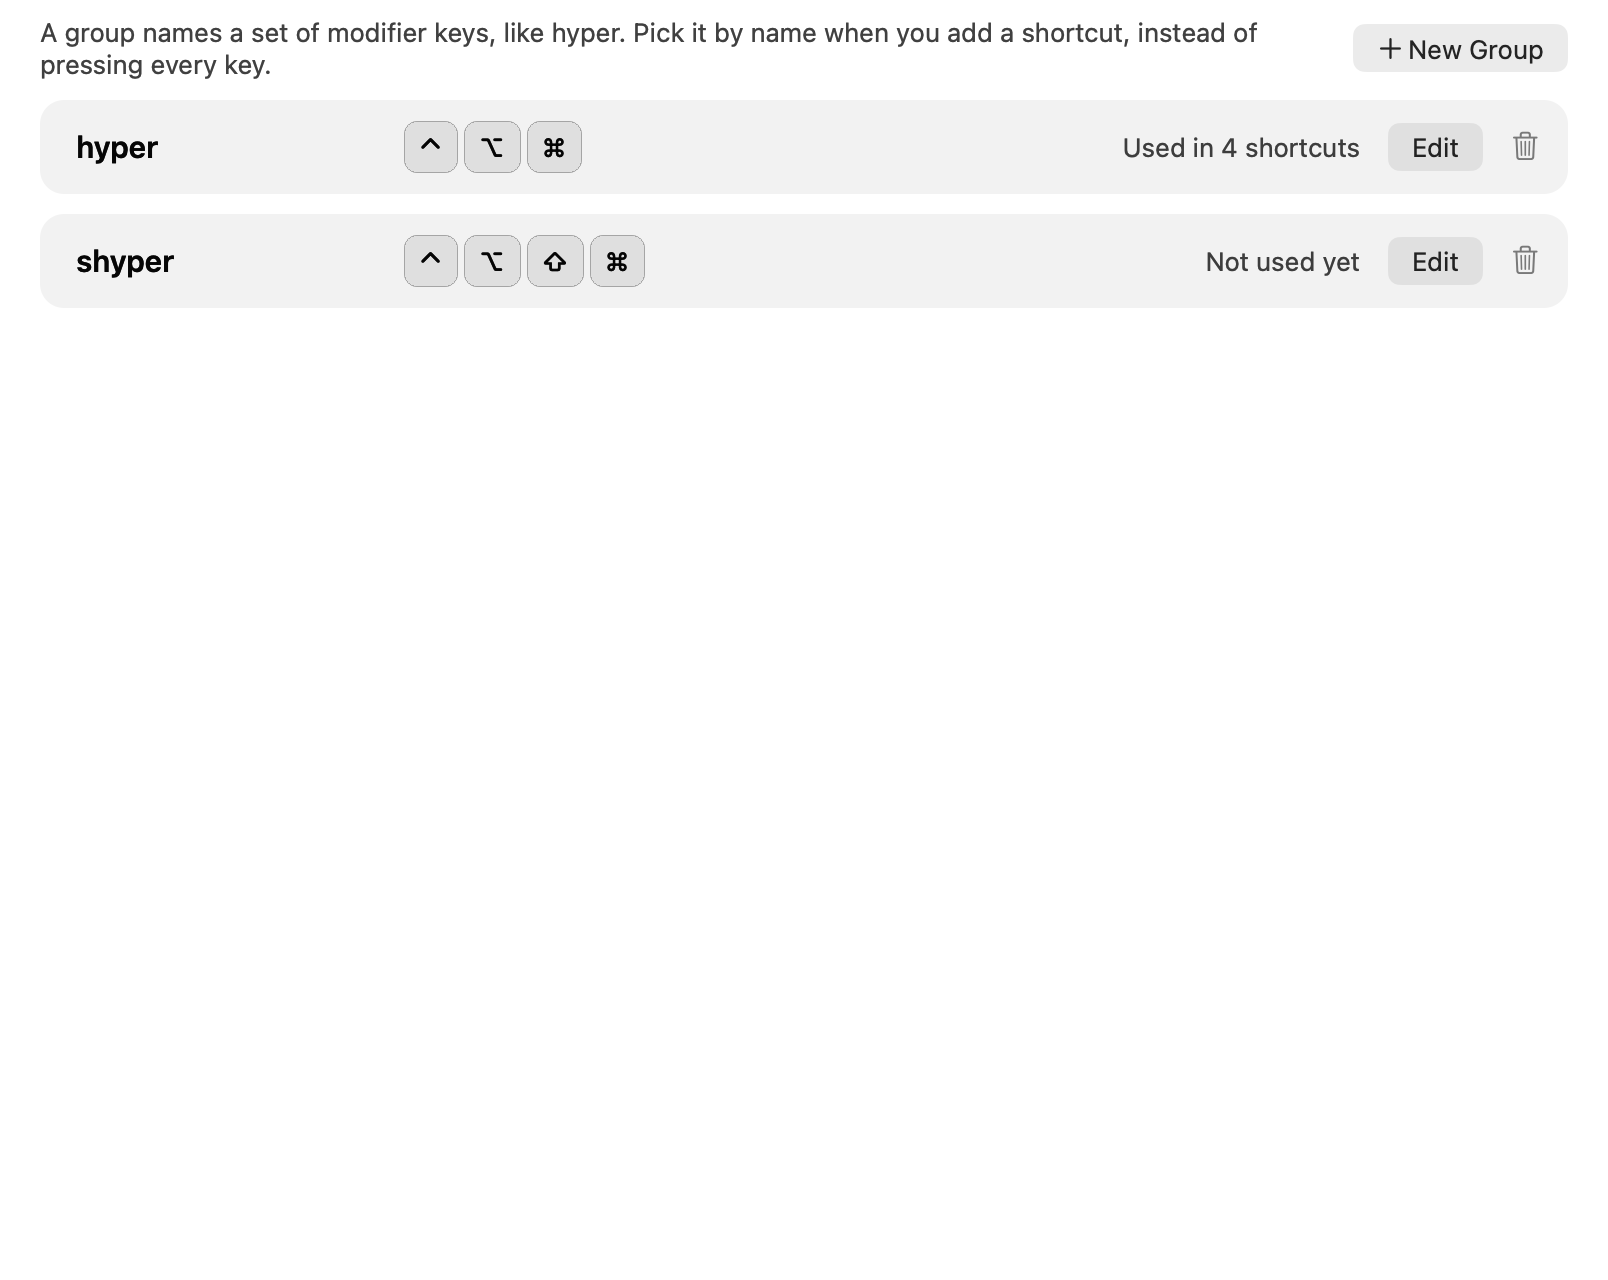 A group names a set of modifier keys, like hyper. Pick it by name when you add a shortcut, instead of
pressing every key.
+ New Group
hyper ⌃ ⌥ ⌘ Used in 4 shortcuts Edit
shyper ⌃ ⌥ ⇧ ⌘ Not used yet Edit